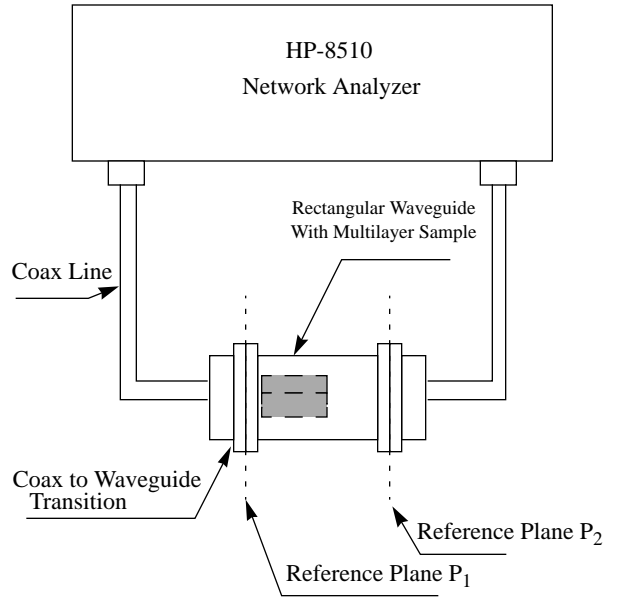 HP-8510
Network Analyzer
Rectangular Waveguide
With Multilayer Sample
Coax Line
Coax to Waveguide
Transition
Reference Plane P2
Reference Plane P1